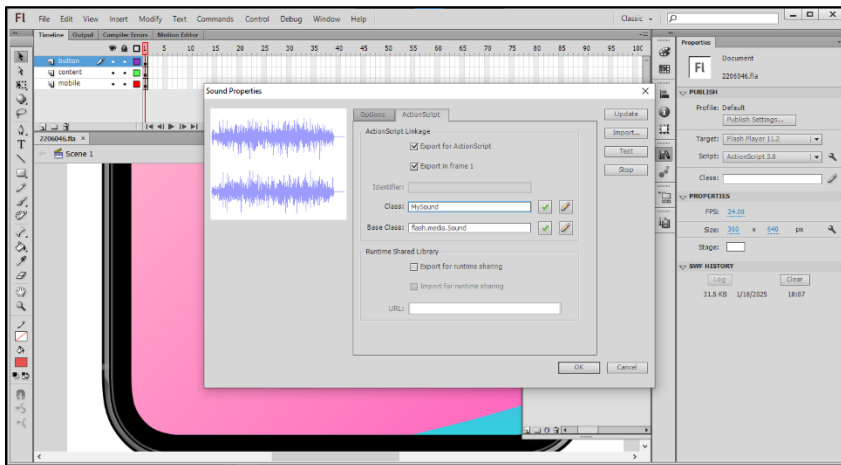 Fl File Edit View Insert Modify Text Commands Control Debug Window Help Classic
Timeline Output Compiler Errors Motion Editor
1 5 10 15 20 25 30 35 40 45 50 55 60 65 70 75 80 85 90 95 100
button
content
mobile
2206046.fla ×
Scene 1
Sound Properties
Options ActionScript
ActionScript Linkage
Export for ActionScript
Export in frame 1
Identifier:
Class: MySound
Base Class: flash.media.Sound
Runtime Shared Library
Export for runtime sharing
Import for runtime sharing
URL:
Update
Import...
Test
Stop
OK Cancel
Properties
Document
Fl
2206046.fla
PUBLISH
Profile: Default
Publish Settings...
Target: Flash Player 11.2
Script: ActionScript 3.0
Class:
PROPERTIES
FPS: 24.00
Size: 360 x 640 px
Stage:
SWF HISTORY
Log Clear
31.5 KB 1/18/2025 18:07